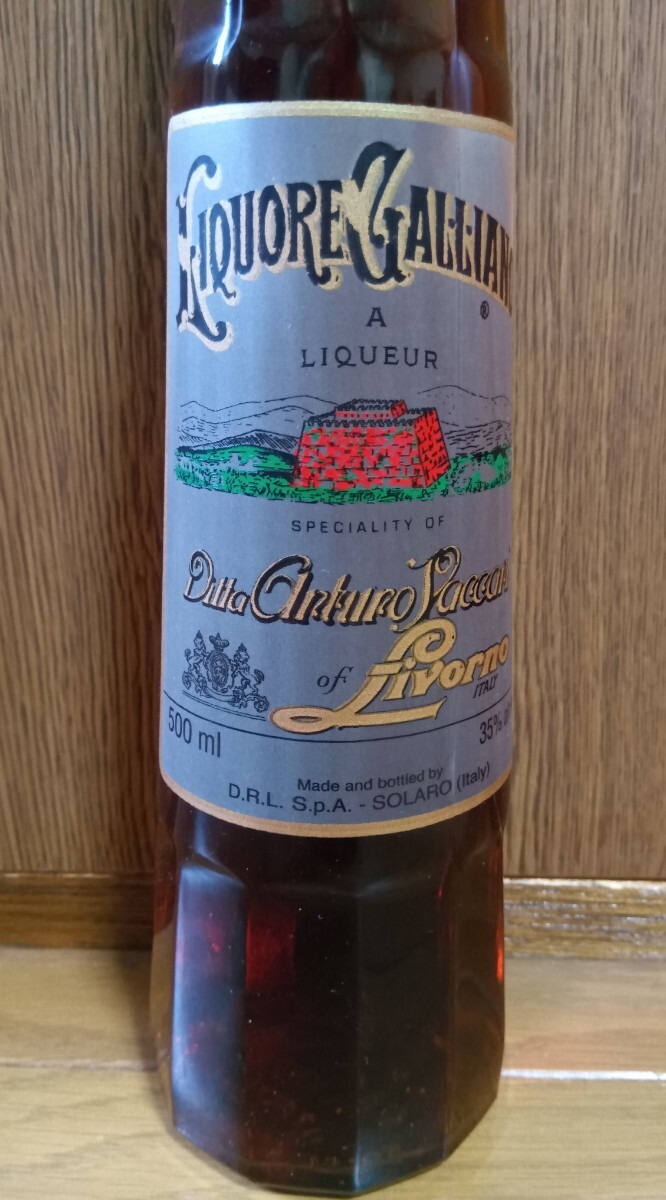 LIQUORE GALLIANO
®
A
LIQUEUR
SPECIALITY OF
Ditta Arturo Vaccari
of Livorno
ITALY
500 ml 35%
Made and bottled by
D.R.L. S.p.A. - SOLARO (Italy)